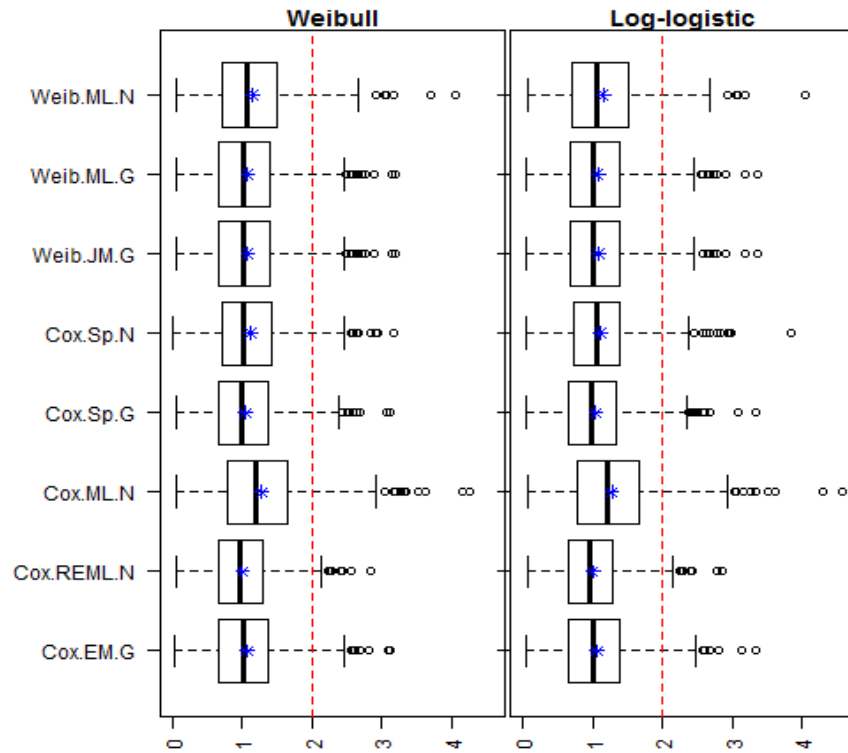 Weibull Log-logistic
Weib.ML.N
Weib.ML.G
Weib.JM.G
Cox.Sp.N
Cox.Sp.G
Cox.ML.N
Cox.REML.N
Cox.EM.G
0 1 2 3 4 0 1 2 3 4